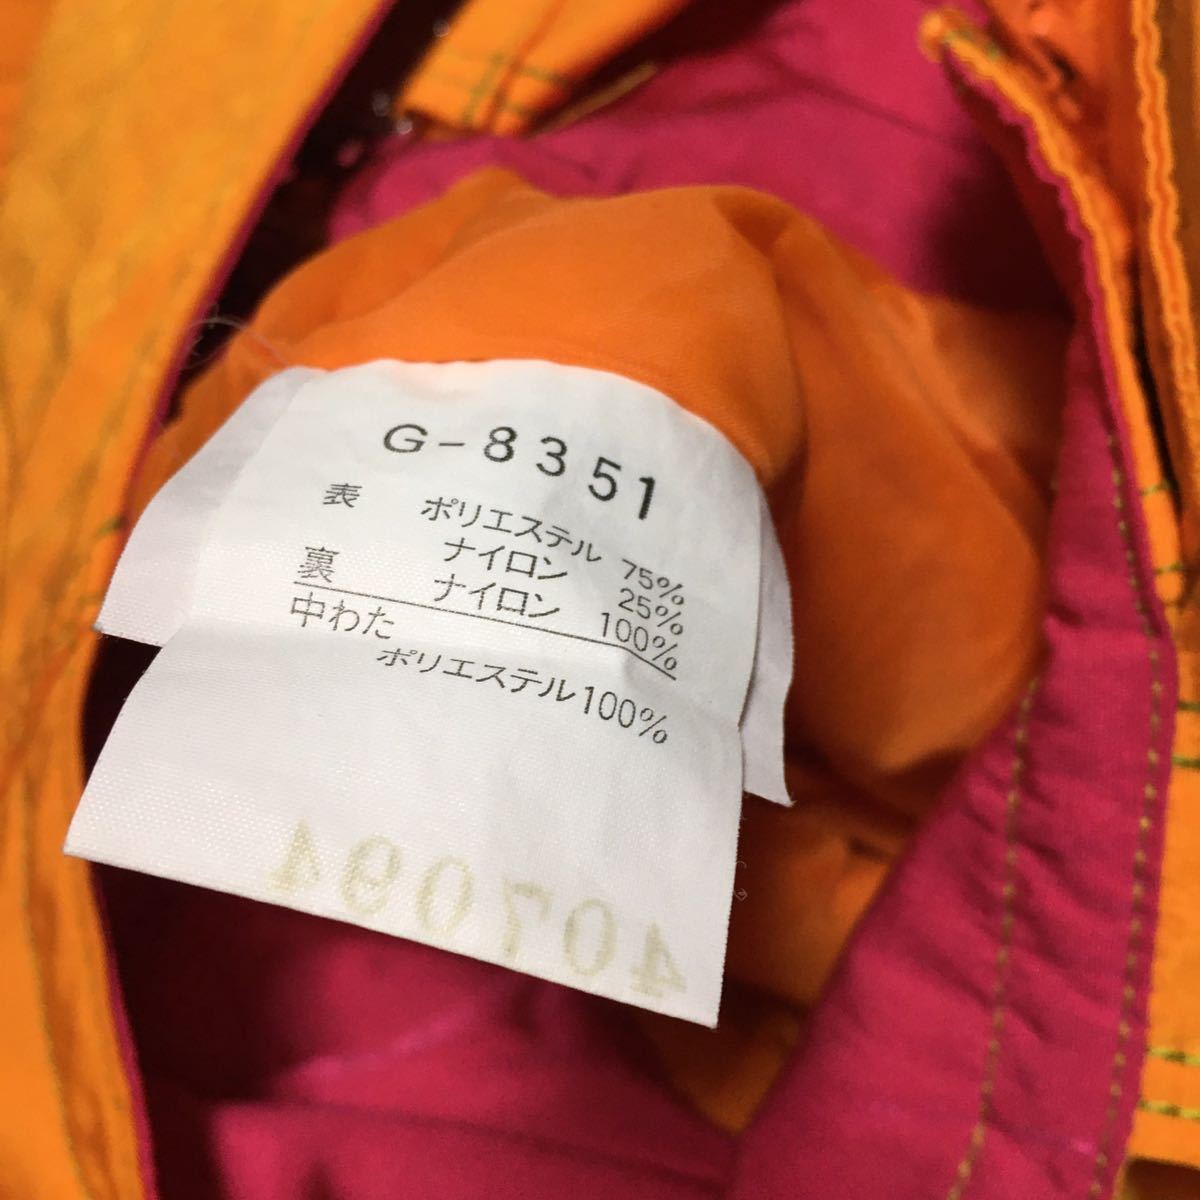 G-8351
表 ポリエステル 75%
ナイロン 25%
裏 ナイロン 100%
中わた
ポリエステル100%
407094